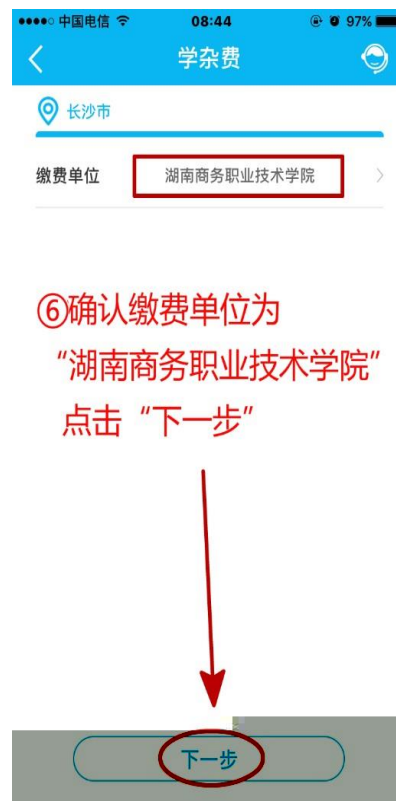 中国电信 08:44 97%
学杂费
长沙市
缴费单位 湖南商务职业技术学院
⑥确认缴费单位为
“湖南商务职业技术学院”
点击“下一步”
下一步